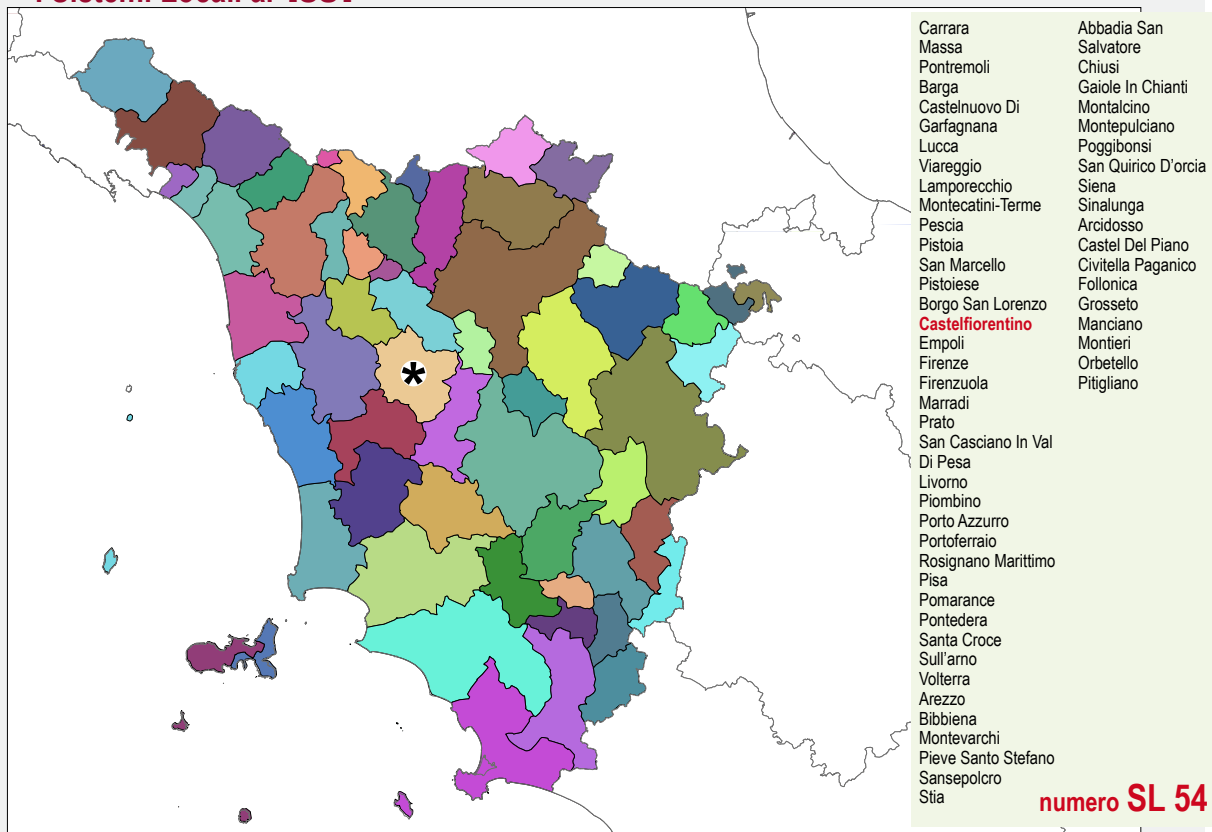 I Sistemi Locali al
Carrara
Massa
Pontremoli
Barga
Castelnuovo Di
Garfagnana
Lucca
Viareggio
Lamporecchio
Montecatini-Terme
Pescia
Pistoia
San Marcello
Pistoiese
Borgo San Lorenzo
Castelfiorentino
Empoli
Firenze
Firenzuola
Marradi
Prato
San Casciano In Val
Di Pesa
Livorno
Piombino
Porto Azzurro
Portoferraio
Rosignano Marittimo
Pisa
Pomarance
Pontedera
Santa Croce
Sull'arno
Volterra
Arezzo
Bibbiena
Montevarchi
Pieve Santo Stefano
Sansepolcro
Stia
Abbadia San
Salvatore
Chiusi
Gaiole In Chianti
Montalcino
Montepulciano
Poggibonsi
San Quirico D'orcia
Siena
Sinalunga
Arcidosso
Castel Del Piano
Civitella Paganico
Follonica
Grosseto
Manciano
Montieri
Orbetello
Pitigliano
numero SL 54
*